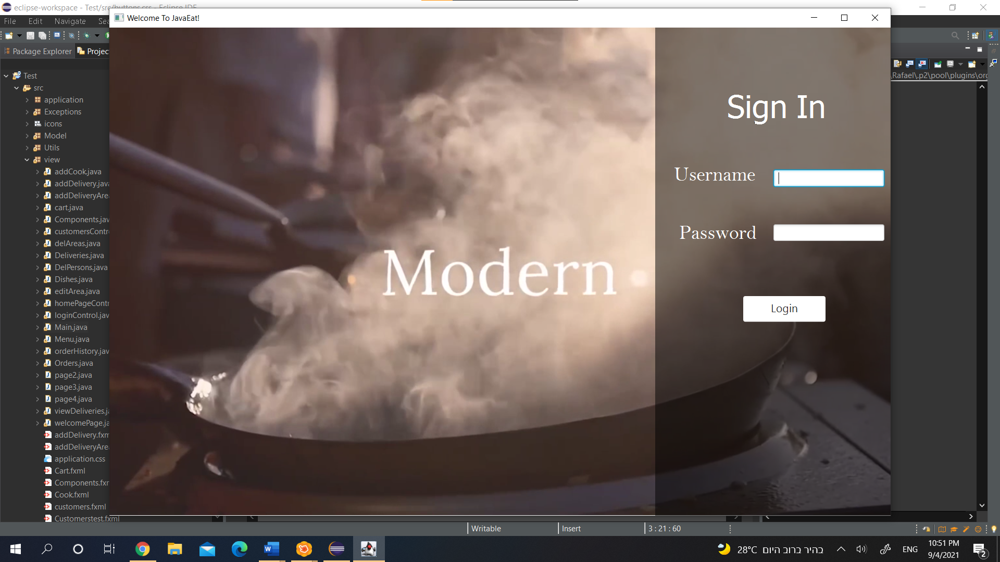 eclipse-workspace - Test/src/buttons.css - Eclipse IDE
Welcome To JavaEat!
File Edit Navigate Sea
Package Explorer
Projec
\Rafael\.p2\pool\plugins\org
Test
src
application
Exceptions
icons
Model
Utils
view
addCook.java
addDelivery.java
addDeliveryArea
cart.java
Components.jav
customersContr
delAreas.java
Deliveries.java
DelPersons.java
Dishes.java
editArea.java
homePageContr
loginControl.jav
Main.java
Menu.java
orderHistory.jav
Orders.java
page2.java
page3.java
page4.java
viewDeliveries.ja
welcomePage.ja
addDelivery.fxm
addDeliveryArea
application.css
Cart.fxml
Components.fxr
Cook.fxml
customers.fxml
Customerstest.fxml
Modern
Sign In
Username
Password
Login
Writable
Insert
3 : 21 : 60
28°C בהיר ברוב היום
ENG
10:51 PM
9/4/2021
2